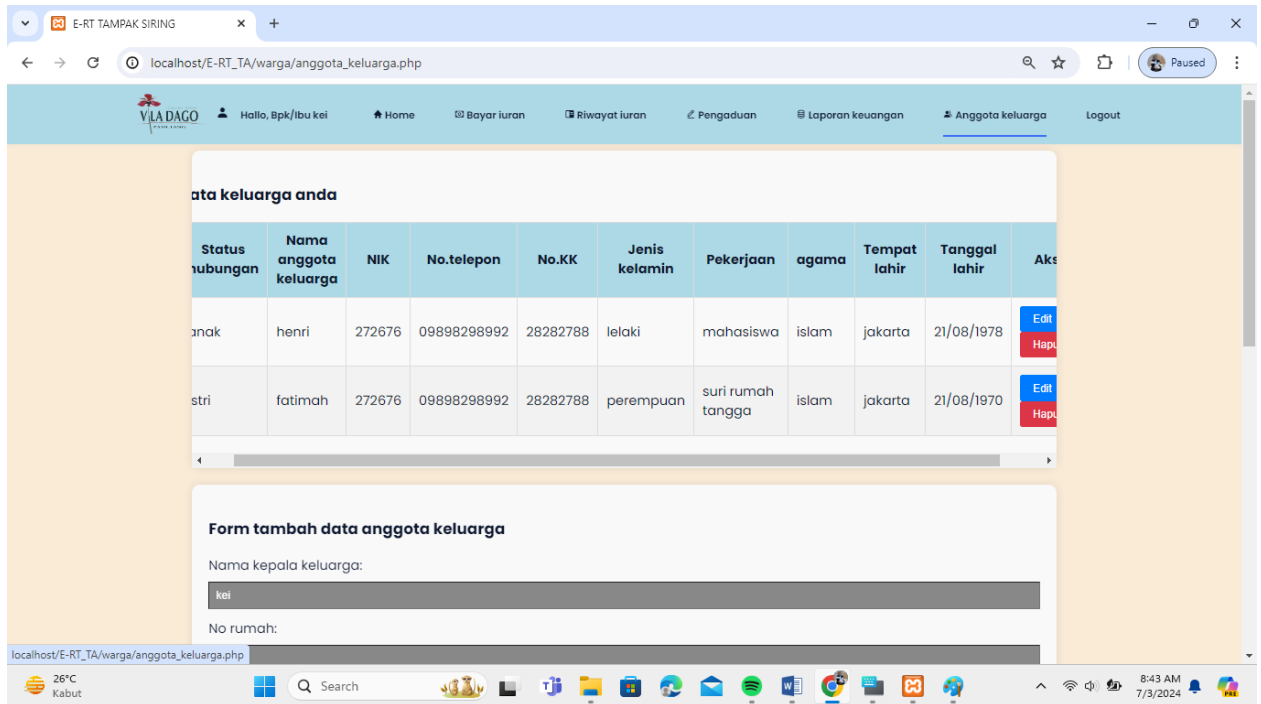 E-RT TAMPAK SIRING
localhost/E-RT_TA/warga/anggota_keluarga.php
Paused
VILA DAGO
Hallo, Bpk/Ibu kei
Home
Bayar iuran
Riwayat iuran
Pengaduan
Laporan keuangan
Anggota keluarga
Logout
ata keluarga anda
Status hubungan
Nama anggota keluarga
NIK
No.telepon
No.KK
Jenis kelamin
Pekerjaan
agama
Tempat lahir
Tanggal lahir
Aks
anak henri 272676 09898298992 28282788 lelaki mahasiswa islam jakarta 21/08/1978 Edit
Hapu
stri fatimah 272676 09898298992 28282788 perempuan suri rumah tangga islam jakarta 21/08/1970 Edit
Hapu
Form tambah data anggota keluarga
Nama kepala keluarga:
kei
No rumah:
localhost/E-RT_TA/warga/anggota_keluarga.php
26°C
Kabut
Search
8:43 AM
7/3/2024
PRE